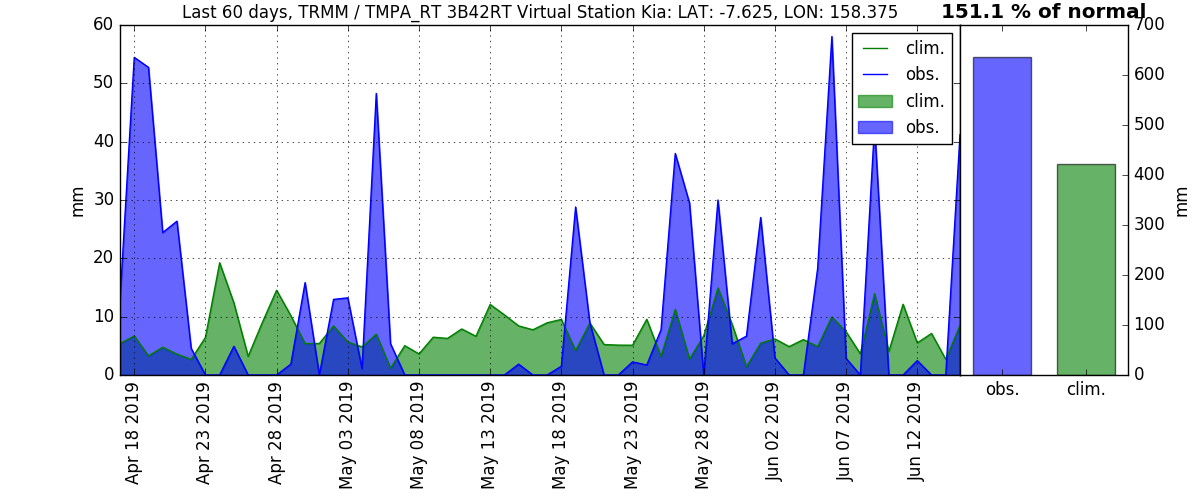 Last 60 days, TRMM / TMPA_RT 3B42RT Virtual Station Kia: LAT: -7.625, LON: 158.375
151.1 % of normal
60
50
40
30
20
10
0
mm
clim.
obs.
clim.
obs.
700
600
500
400
300
200
100
0
mm
Apr 18 2019
Apr 23 2019
Apr 28 2019
May 03 2019
May 08 2019
May 13 2019
May 18 2019
May 23 2019
May 28 2019
Jun 02 2019
Jun 07 2019
Jun 12 2019
obs.
clim.